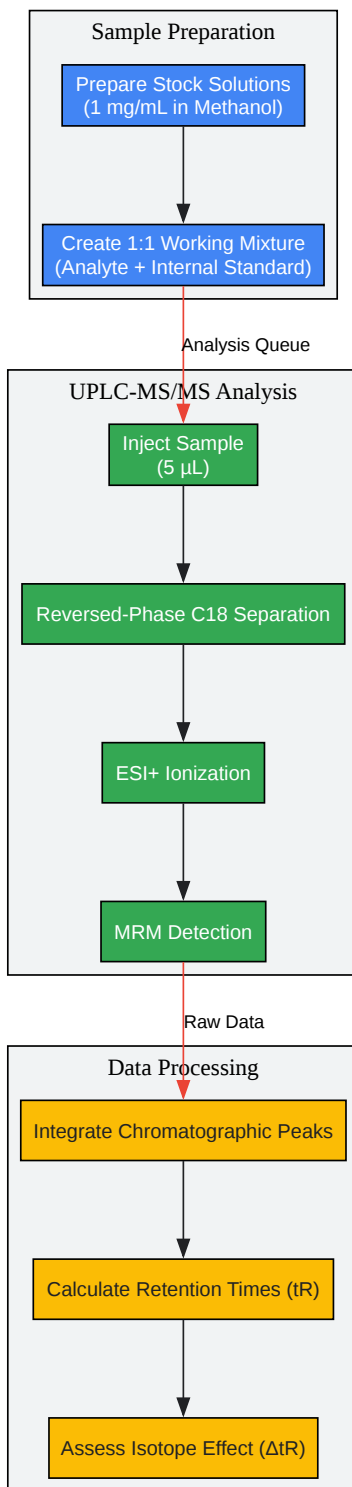 Sample Preparation
Prepare Stock Solutions
(1 mg/mL in Methanol)
Create 1:1 Working Mixture
(Analyte + Internal Standard)
Analysis Queue
UPLC-MS/MS Analysis
Inject Sample
(5 µL)
Reversed-Phase C18 Separation
ESI+ Ionization
MRM Detection
Raw Data
Data Processing
Integrate Chromatographic Peaks
Calculate Retention Times (tR)
Assess Isotope Effect (ΔtR)